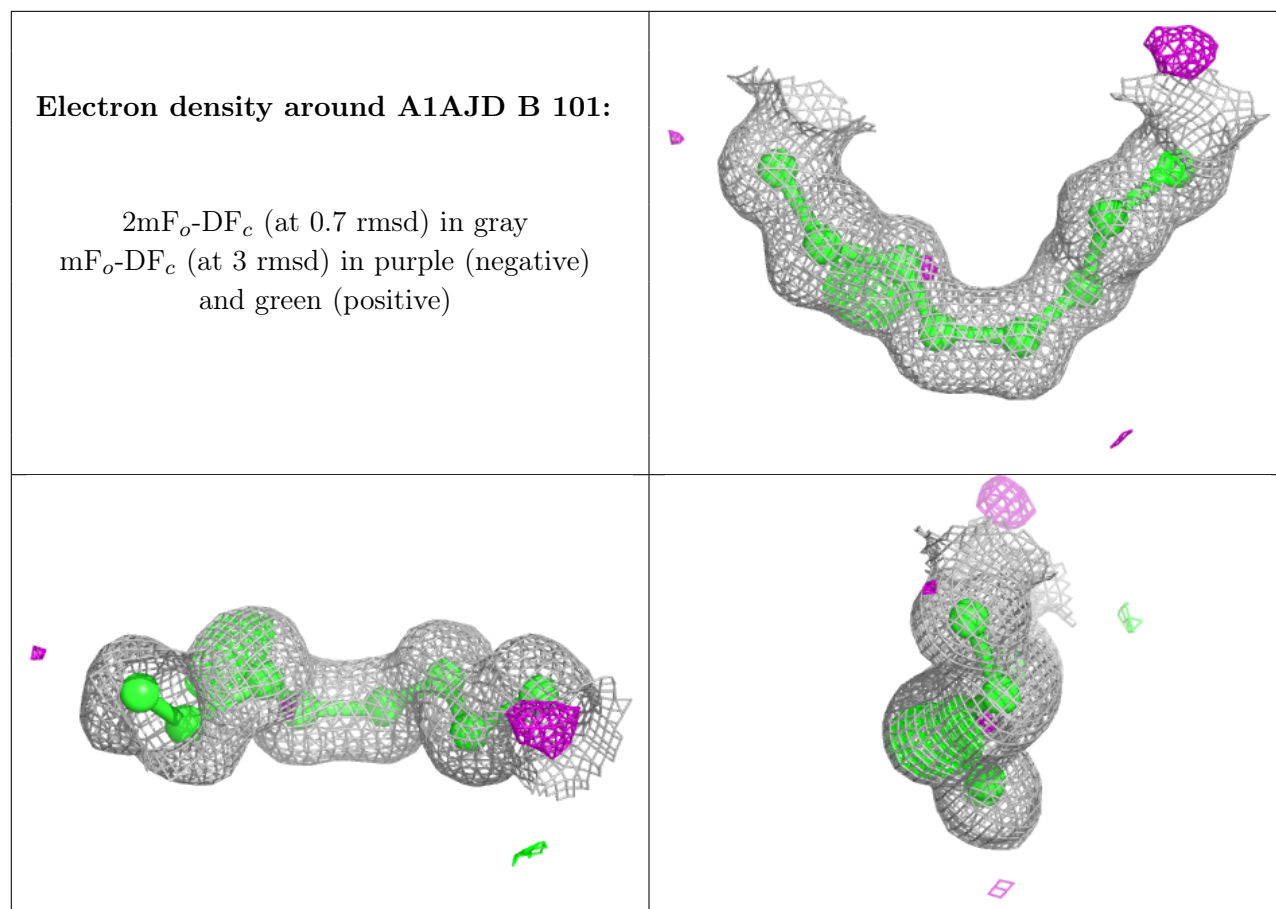 Electron density around A1AJD B 101:
2mFo-DFc (at 0.7 rmsd) in gray
mFo-DFc (at 3 rmsd) in purple (negative)
and green (positive)